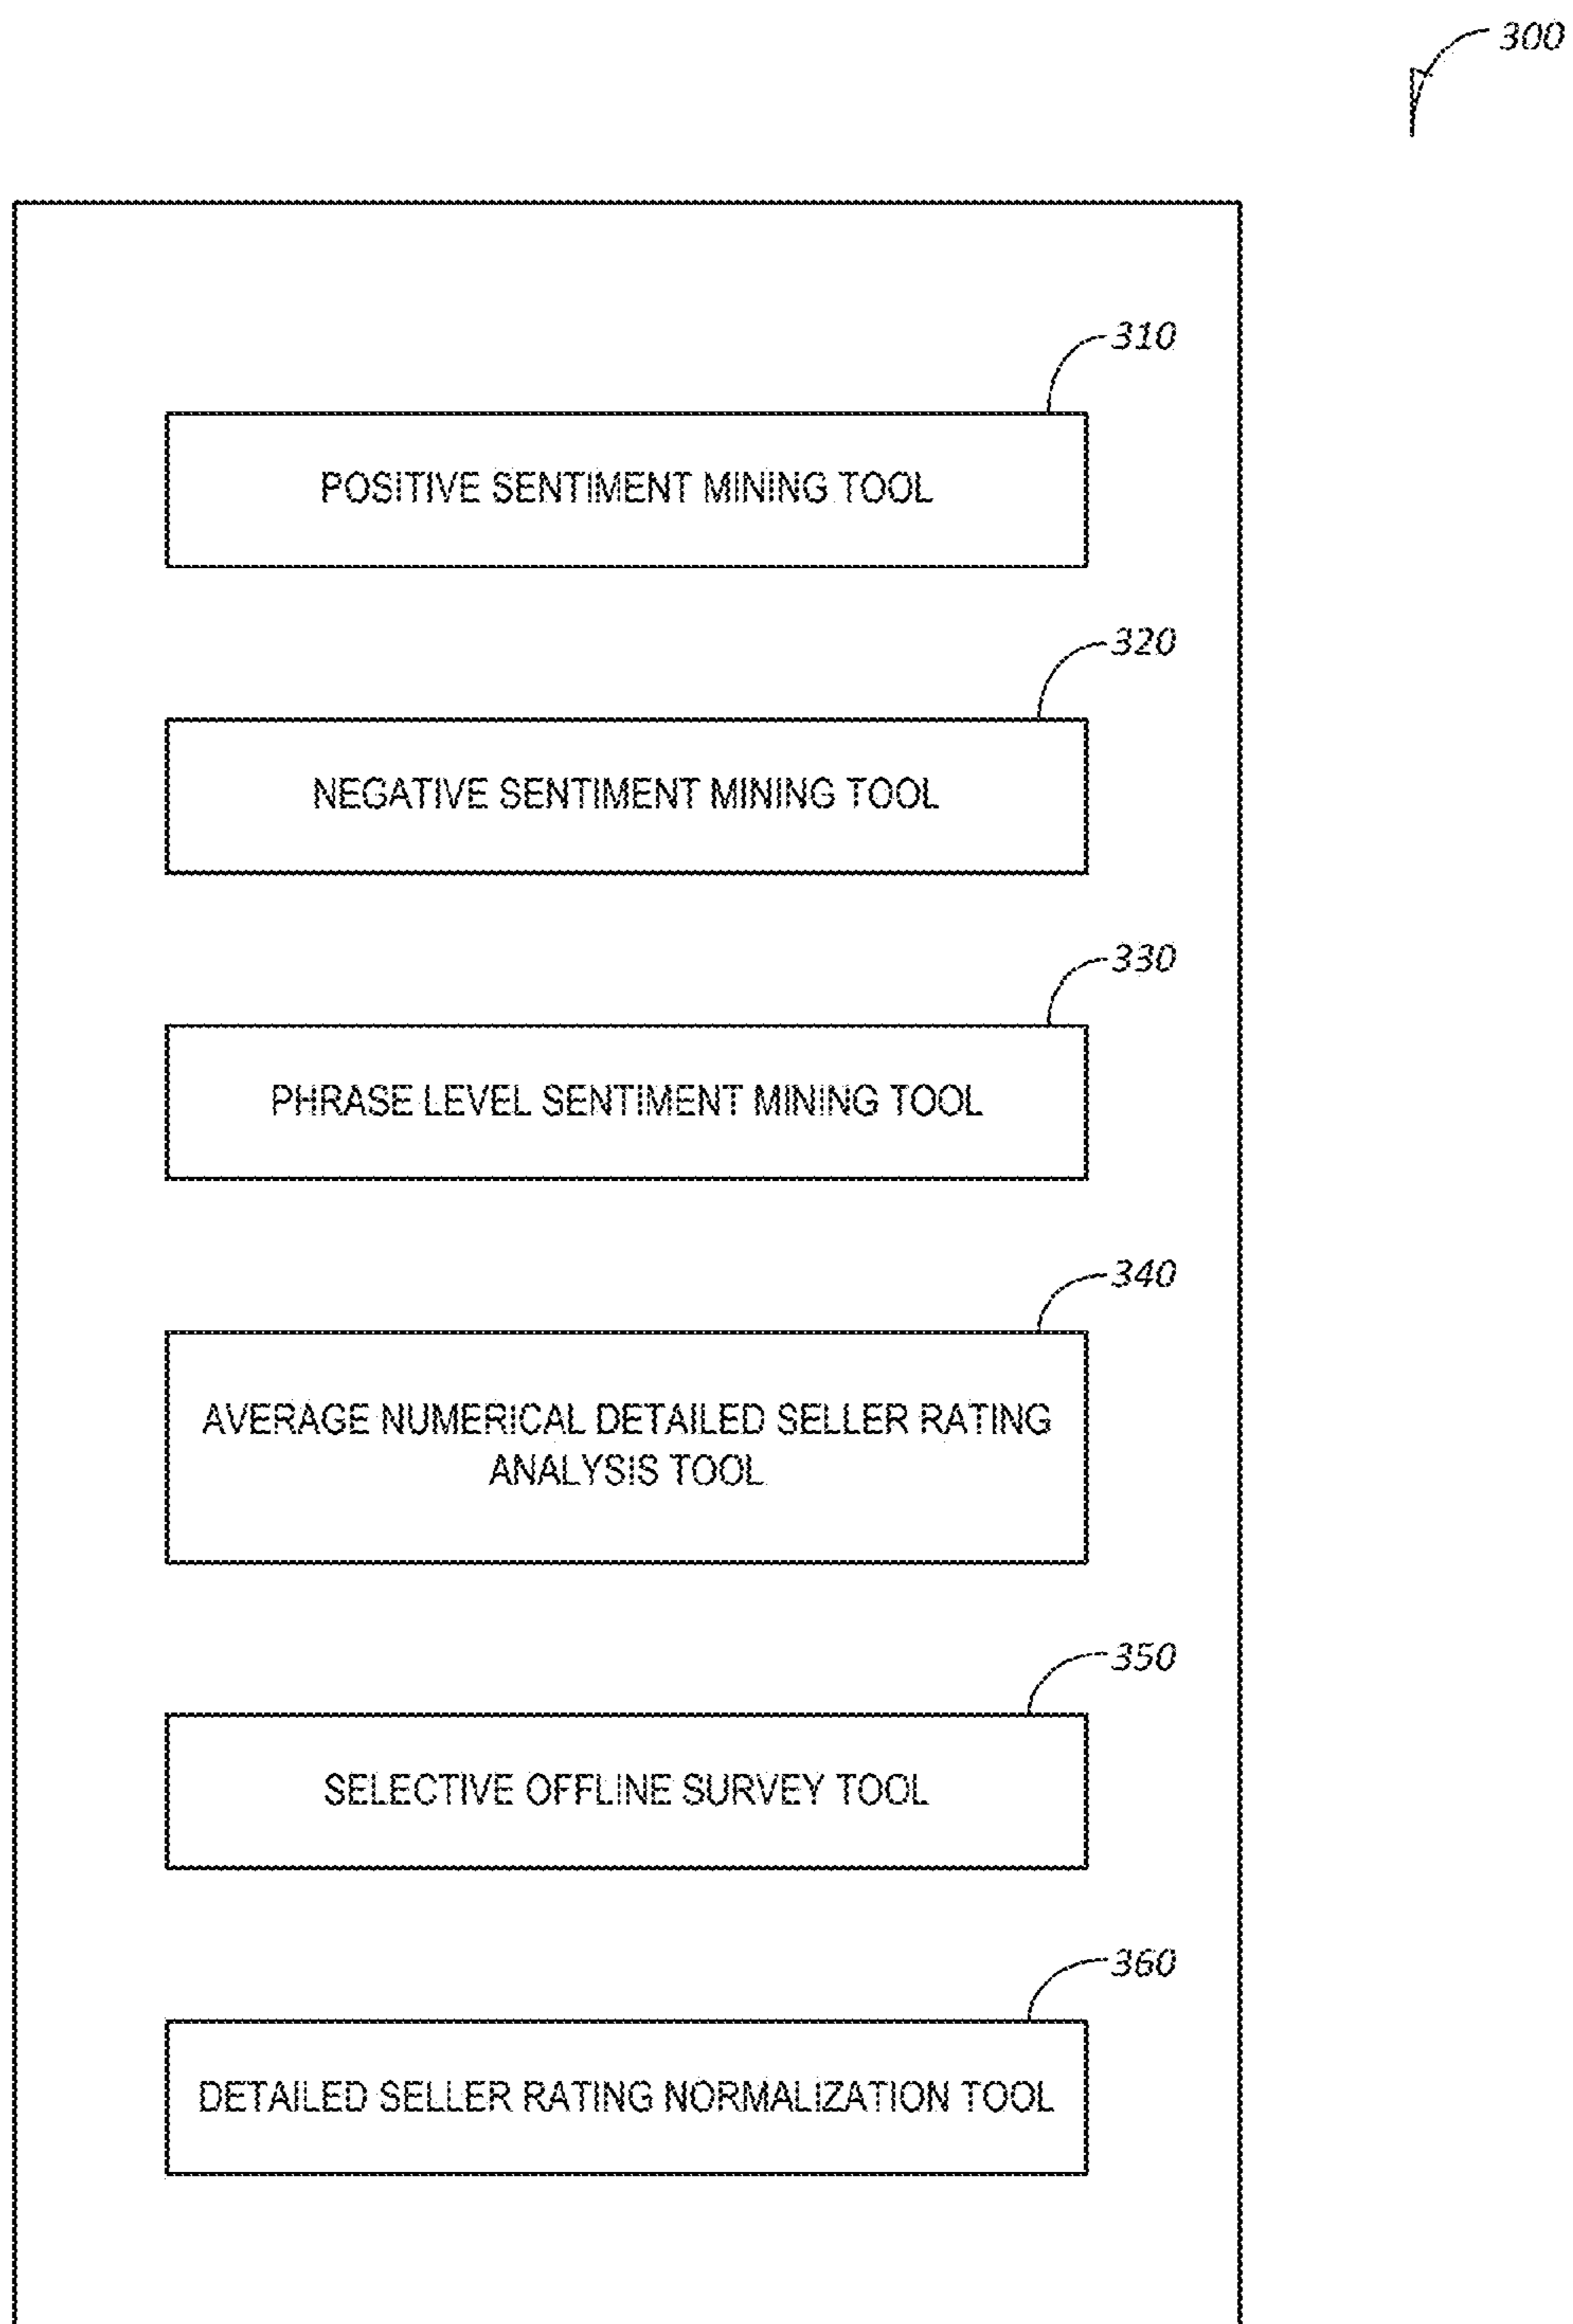 300
310
POSITIVE SENTIMENT MINING TOOL
320
NEGATIVE SENTIMENT MINING TOOL
330
PHRASE LEVEL SENTIMENT MINING TOOL
340
AVERAGE NUMERICAL DETAILED SELLER RATING
ANALYSIS TOOL
350
SELECTIVE OFFLINE SURVEY TOOL
360
DETAILED SELLER RATING NORMALIZATION TOOL